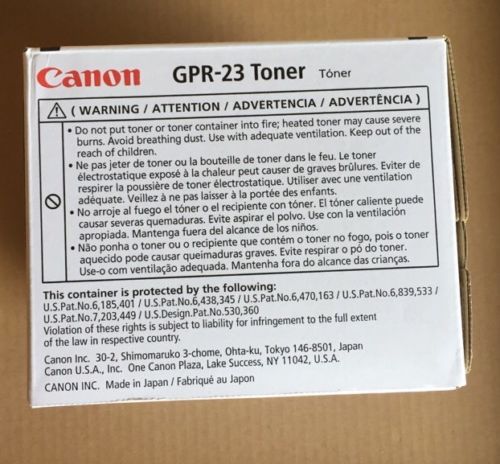 Canon GPR-23 Toner Tóner
( WARNING / ATTENTION / ADVERTENCIA / ADVERTÊNCIA )
• Do not put toner or toner container into fire; heated toner may cause severe
burns. Avoid breathing dust. Use with adequate ventilation. Keep out of the
reach of children.
• Ne pas jeter de toner ou la bouteille de toner dans le feu. Le toner
électrostatique exposé à la chaleur peut causer de graves brûlures. Eviter de
respirer la poussière de toner électrostatique. Utiliser avec une ventilation
adéquate. Veillez à ne pas laisser à la portée des enfants.
• No arroje al fuego el tóner o el recipiente con tóner. El tóner caliente puede
causar severas quemaduras. Evite aspirar el polvo. Use con la ventilación
apropiada. Mantenga fuera del alcance de los niños.
• Não ponha o toner ou o recipiente que contém o toner no fogo, pois o toner
aquecido pode causar queimaduras graves. Evite respirar o pó do toner.
Use-o com ventilação adequada. Mantenha fora do alcance das crianças.
This container is protected by the following:
U.S.Pat.No.6,185,401 / U.S.Pat.No.6,438,345 / U.S.Pat.No.6,470,163 / U.S.Pat.No.6,839,533 /
U.S.Pat.No.7,203,449 / U.S.Design.Pat.No.530,360
Violation of these rights is subject to liability for infringement to the full extent
of the law in respective country.
Canon Inc. 30-2, Shimomaruko 3-chome, Ohta-ku, Tokyo 146-8501, Japan
Canon U.S.A., Inc. One Canon Plaza, Lake Success, NY 11042, U.S.A.
CANON INC. Made in Japan / Fabriqué au Japon